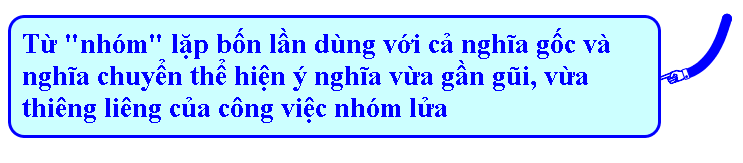 Từ "nhóm" lặp bốn lần dùng với cả nghĩa gốc và
nghĩa chuyển thể hiện ý nghĩa vừa gần gũi, vừa
thiêng liêng của công việc nhóm lửa